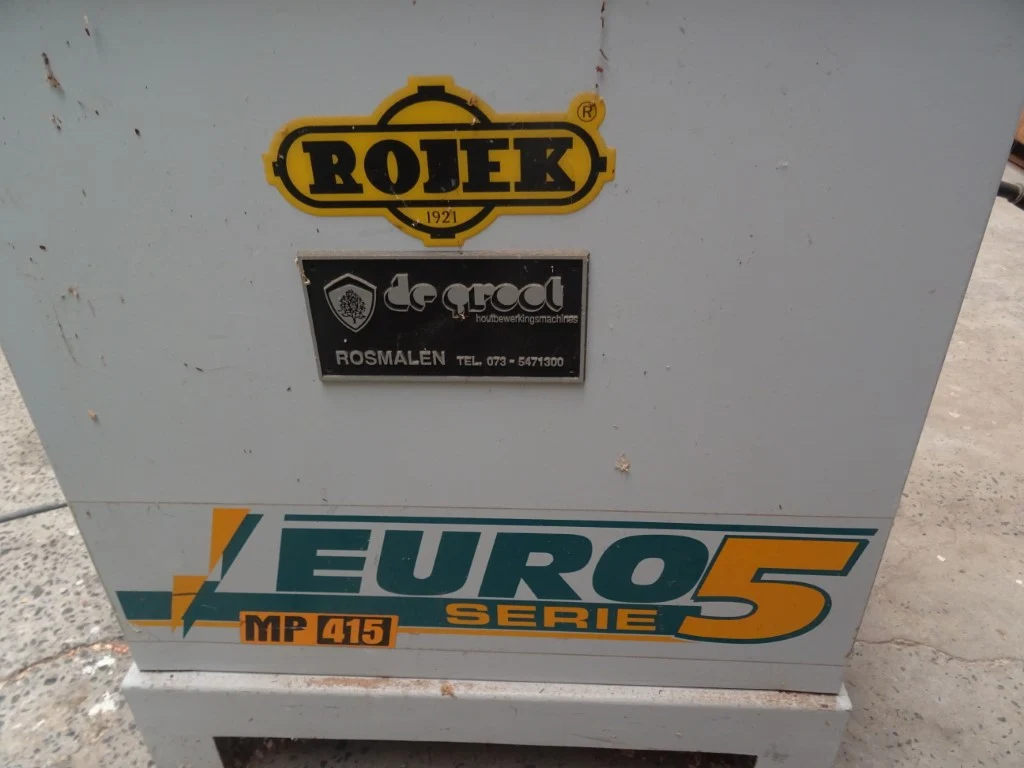 ROJEK ®
1921
de groot
houtbewerkingsmachines
ROSMALEN TEL. 073 - 5471300
EURO 5
SERIE
MP 415